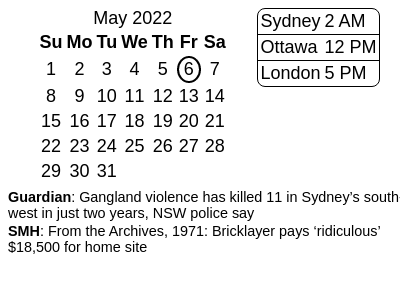 May 2022
Su Mo Tu We Th Fr Sa
1 2 3 4 5 6 7
8 9 10 11 12 13 14
15 16 17 18 19 20 21
22 23 24 25 26 27 28
29 30 31
Sydney 2 AM
Ottawa 12 PM
London 5 PM
Guardian: Gangland violence has killed 11 in Sydney’s south-
west in just two years, NSW police say
SMH: From the Archives, 1971: Bricklayer pays ‘ridiculous’
$18,500 for home site